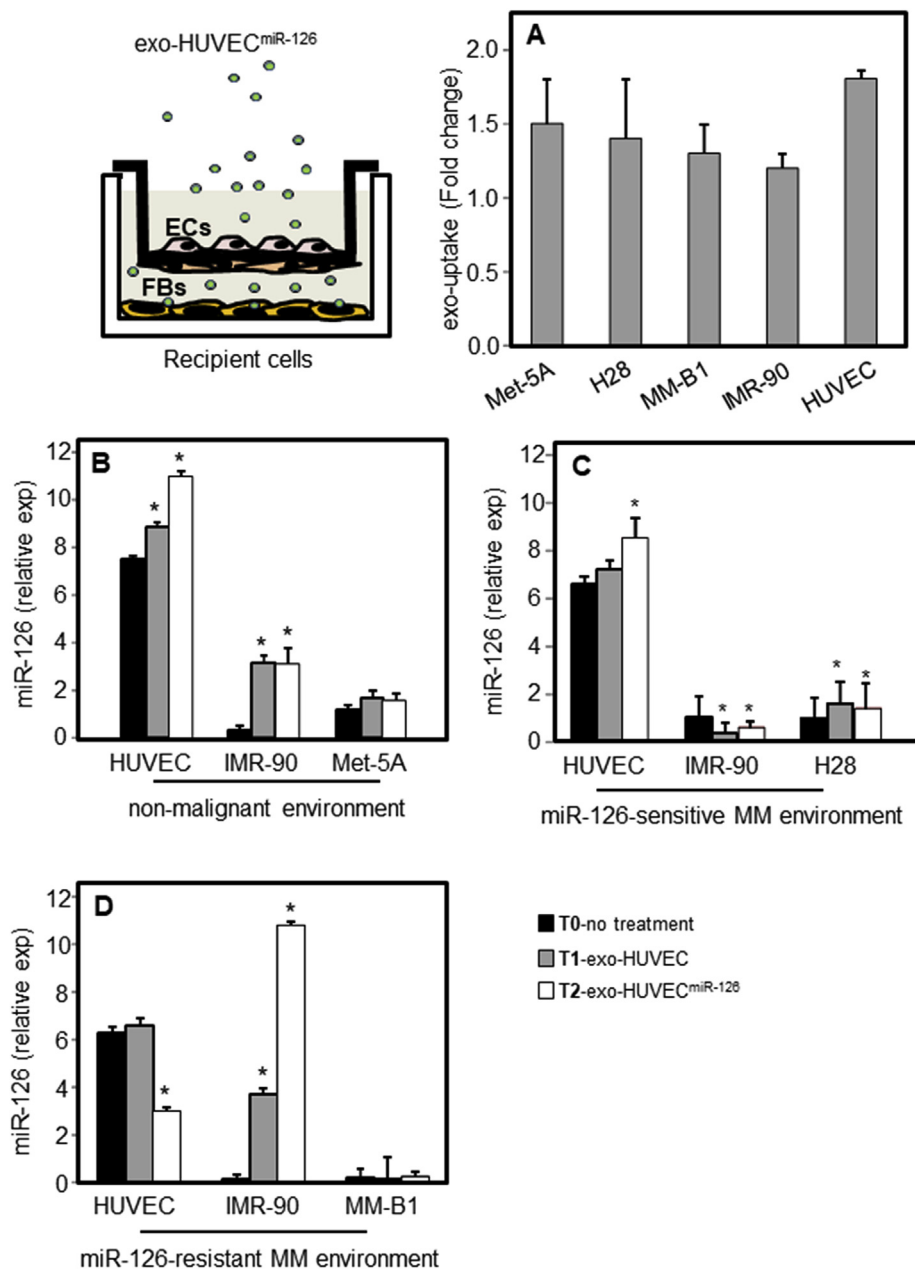 exo-HUVECmiR-126
ECs
FBs
Recipient cells
A
exo-uptake (Fold change)
2.0
1.5
1.0
0.5
0.0
Met-5A
H28
MM-B1
IMR-90
HUVEC
B
miR-126 (relative exp)
12
10
8
6
4
2
0
*
*
*
*
HUVEC IMR-90 Met-5A
non-malignant environment
C
miR-126 (relative exp)
12
10
8
6
4
2
0
*
*
*
*
*
HUVEC IMR-90 H28
miR-126-sensitive MM environment
D
miR-126 (relative exp)
12
10
8
6
4
2
0
*
*
*
HUVEC IMR-90 MM-B1
miR-126-resistant MM environment
T0-no treatment
T1-exo-HUVEC
T2-exo-HUVECmiR-126